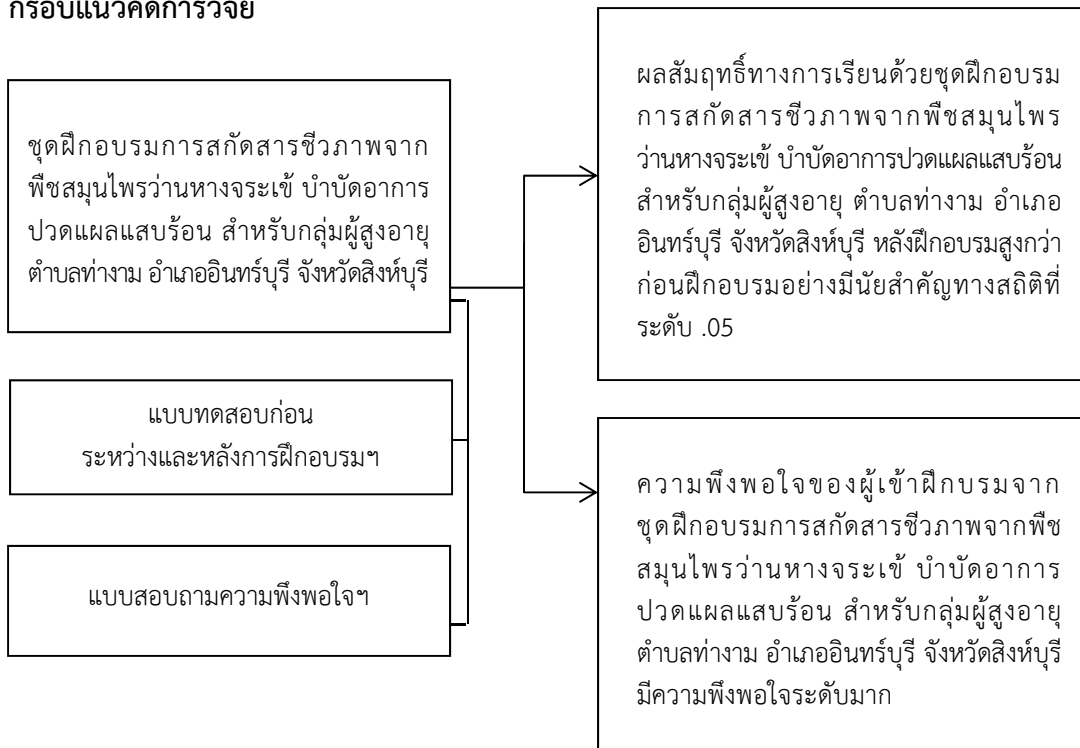 กรอบแนวคิดการวิจัย
ชุดฝึกอบรมการสกัดสารชีวภาพจาก
พืชสมุนไพรว่านหางจระเข้ บำบัดอาการ
ปวดแผลแสบร้อน สำหรับกลุ่มผู้สูงอายุ
ตำบลท่างาม อำเภออินทร์บุรี จังหวัดสิงห์บุรี
แบบทดสอบก่อน
ระหว่างและหลังการฝึกอบรมฯ
แบบสอบถามความพึงพอใจฯ
ผลสัมฤทธิ์ทางการเรียนด้วยชุดฝึกอบรม
การสกัดสารชีวภาพจากพืชสมุนไพร
ว่านหางจระเข้ บำบัดอาการปวดแผลแสบร้อน
สำหรับกลุ่มผู้สูงอายุ ตำบลท่างาม อำเภอ
อินทร์บุรี จังหวัดสิงห์บุรี หลังฝึกอบรมสูงกว่า
ก่อนฝึกอบรมอย่างมีนัยสำคัญทางสถิติที่
ระดับ .05
ความพึงพอใจของผู้เข้าฝึกบรมจาก
ชุดฝึกอบรมการสกัดสารชีวภาพจากพืช
สมุนไพรว่านหางจระเข้ บำบัดอาการ
ปวดแผลแสบร้อน สำหรับกลุ่มผู้สูงอายุ
ตำบลท่างาม อำเภออินทร์บุรี จังหวัดสิงห์บุรี
มีความพึงพอใจระดับมาก